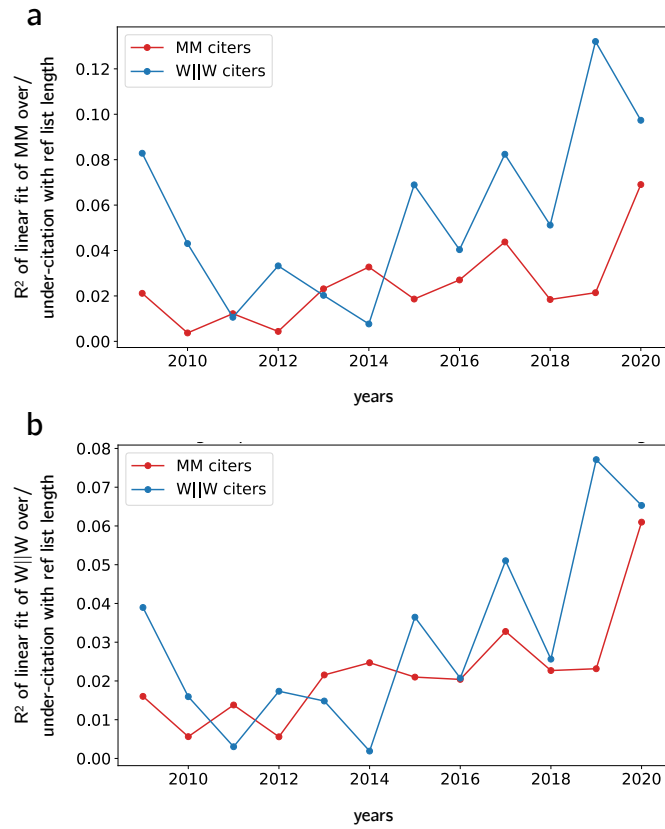 a
R² of linear fit of MM over/
under-citation with ref list length
MM citers
W||W citers
0.12
0.10
0.08
0.06
0.04
0.02
0.00
2010 2012 2014 2016 2018 2020
years
b
R² of linear fit of W||W over/
under-citation with ref list length
MM citers
W||W citers
0.08
0.07
0.06
0.05
0.04
0.03
0.02
0.01
0.00
2010 2012 2014 2016 2018 2020
years